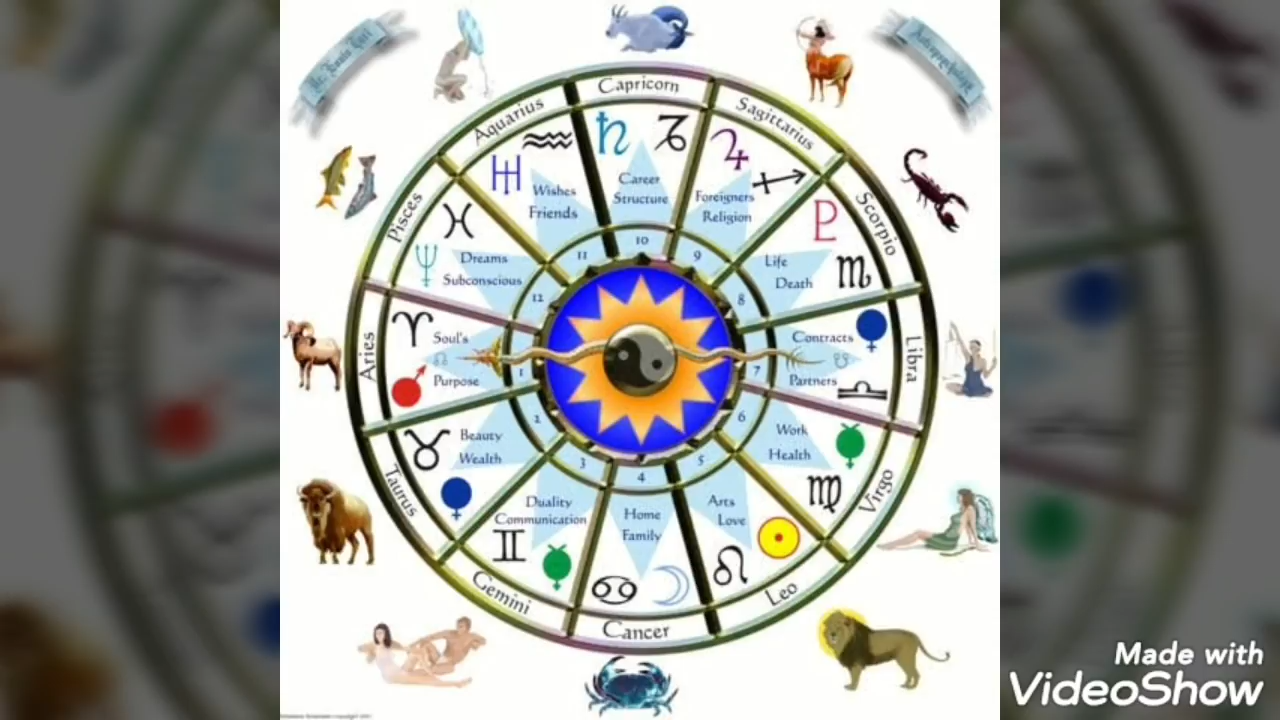 Capricorn
Sagittarius
Scorpio
Libra
Virgo
Leo
Cancer
Gemini
Taurus
Aries
Pisces
Aquarius
Career
Structure
Foreigners
Religion
Life
Death
Contracts
Partners
Work
Health
Arts
Love
Home
Family
Duality
Communication
Beauty
Wealth
Soul's
Purpose
Dreams
Subconscious
Wishes
Friends
10
9
8
7
6
5
4
3
1
12
11
Made with
VideoShow